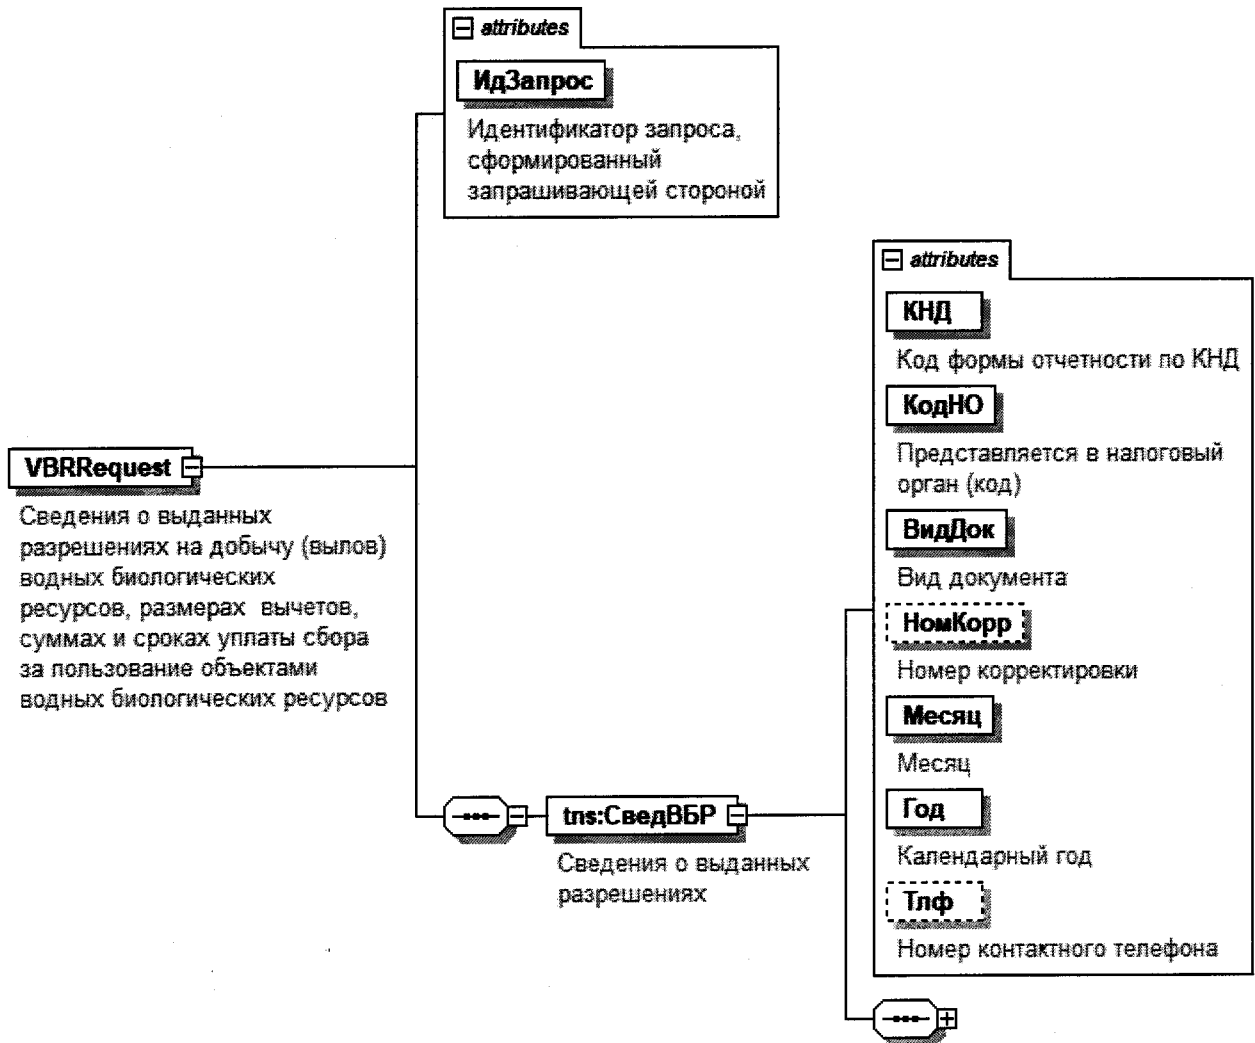 attributes
ИдЗапрос
Идентификатор запроса,
сформированный
запрашивающей стороной
attributes
КНД
Код формы отчетности по КНД
КодНО
Представляется в налоговый
орган (код)
ВидДок
Вид документа
НомКорр
Номер корректировки
Месяц
Месяц
Год
Календарный год
Тлф
Номер контактного телефона
VBRRequest
Сведения о выданных
разрешениях на добычу (вылов)
водных биологических
ресурсов, размерах вычетов,
суммах и сроках уплаты сбора
за пользование объектами
водных биологических ресурсов
tns:СведВБР
Сведения о выданных
разрешениях